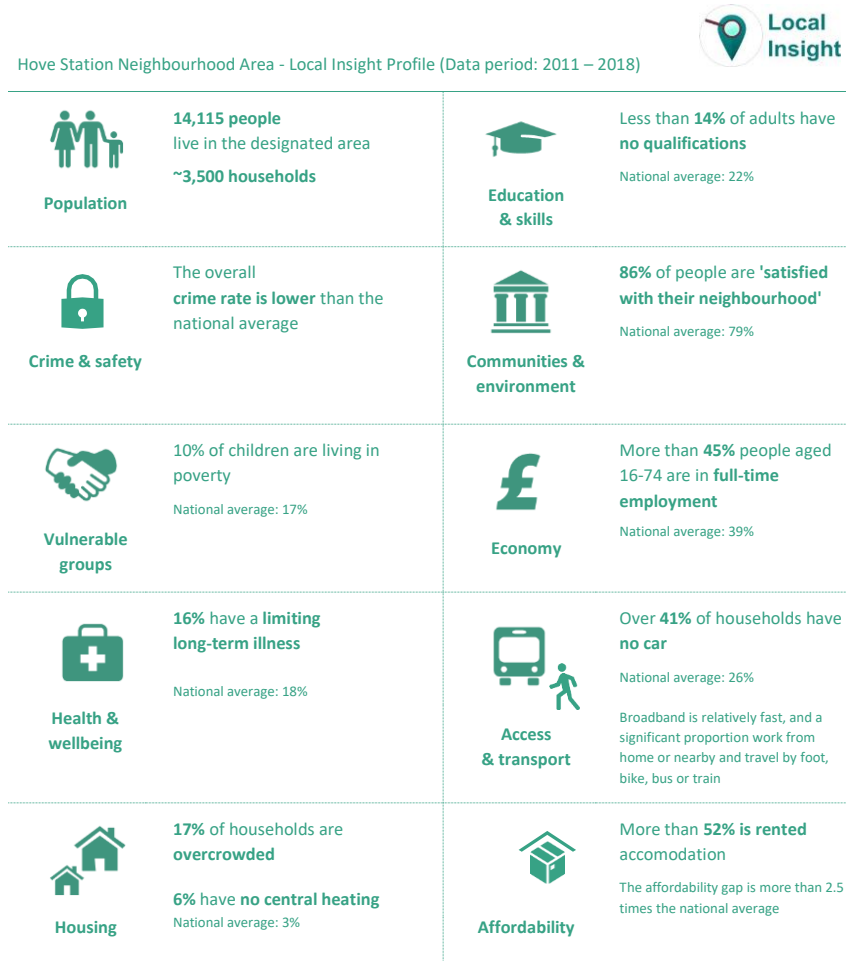 Local
Insight
Hove Station Neighbourhood Area - Local Insight Profile (Data period: 2011 – 2018)
14,115 people
live in the designated area
~3,500 households
Population
Less than 14% of adults have
no qualifications
National average: 22%
Education
& skills
The overall
crime rate is lower than the
national average
Crime & safety
86% of people are 'satisfied
with their neighbourhood'
National average: 79%
Communities &
environment
10% of children are living in
poverty
National average: 17%
Vulnerable
groups
£
More than 45% people aged
16-74 are in full-time
employment
National average: 39%
Economy
16% have a limiting
long-term illness
National average: 18%
Health &
wellbeing
Over 41% of households have
no car
National average: 26%
Broadband is relatively fast, and a
significant proportion work from
home or nearby and travel by foot,
bike, bus or train
Access
& transport
17% of households are
overcrowded
6% have no central heating
National average: 3%
Housing
More than 52% is rented
accomodation
The affordability gap is more than 2.5
times the national average
Affordability